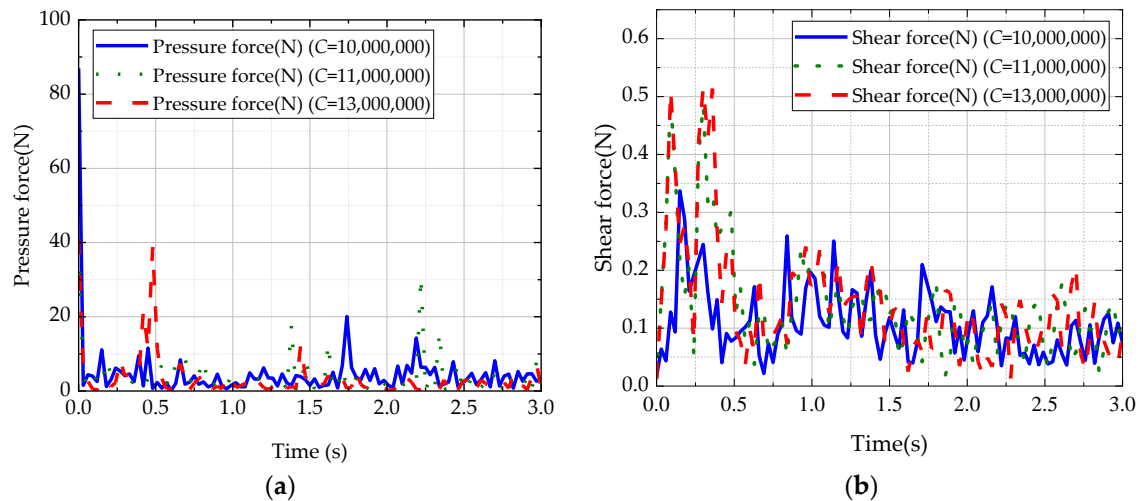 100
80
60
40
20
0
Pressure force(N)
Pressure force(N) (C=10,000,000)
Pressure force(N) (C=11,000,000)
Pressure force(N) (C=13,000,000)
0.0 0.5 1.0 1.5 2.0 2.5 3.0
Time (s)
(a)
0.6
0.5
0.4
0.3
0.2
0.1
0.0
Shear force(N)
Shear force(N) (C=10,000,000)
Shear force(N) (C=11,000,000)
Shear force(N) (C=13,000,000)
0.0 0.5 1.0 1.5 2.0 2.5 3.0
Time(s)
(b)